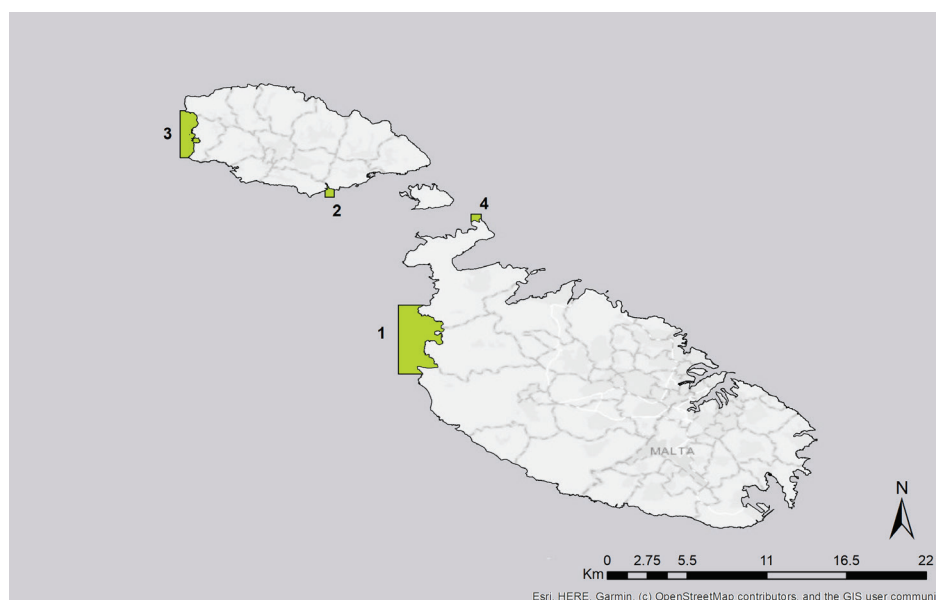 3
2
4
1
MALTA
N
0 2.75 5.5 11 16.5 22
Km
Esri, HERE, Garmin, (c) OpenStreetMap contributors, and the GIS user communi